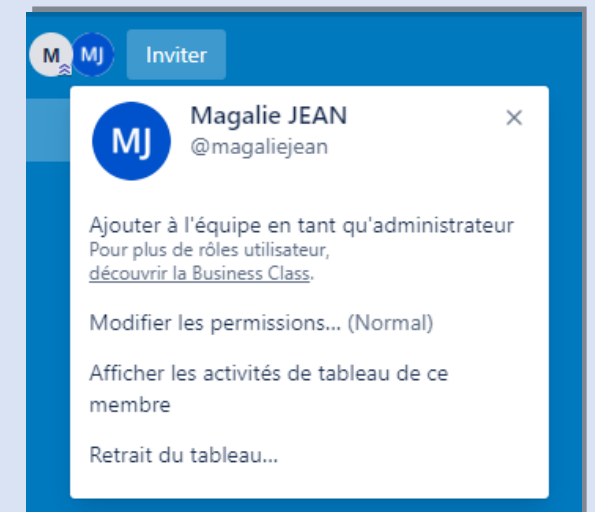 M MJ Inviter
MJ
Magalie JEAN
@magaliejean
Ajouter à l'équipe en tant qu'administrateur
Pour plus de rôles utilisateur,
découvrir la Business Class.
Modifier les permissions... (Normal)
Afficher les activités de tableau de ce
membre
Retrait du tableau...